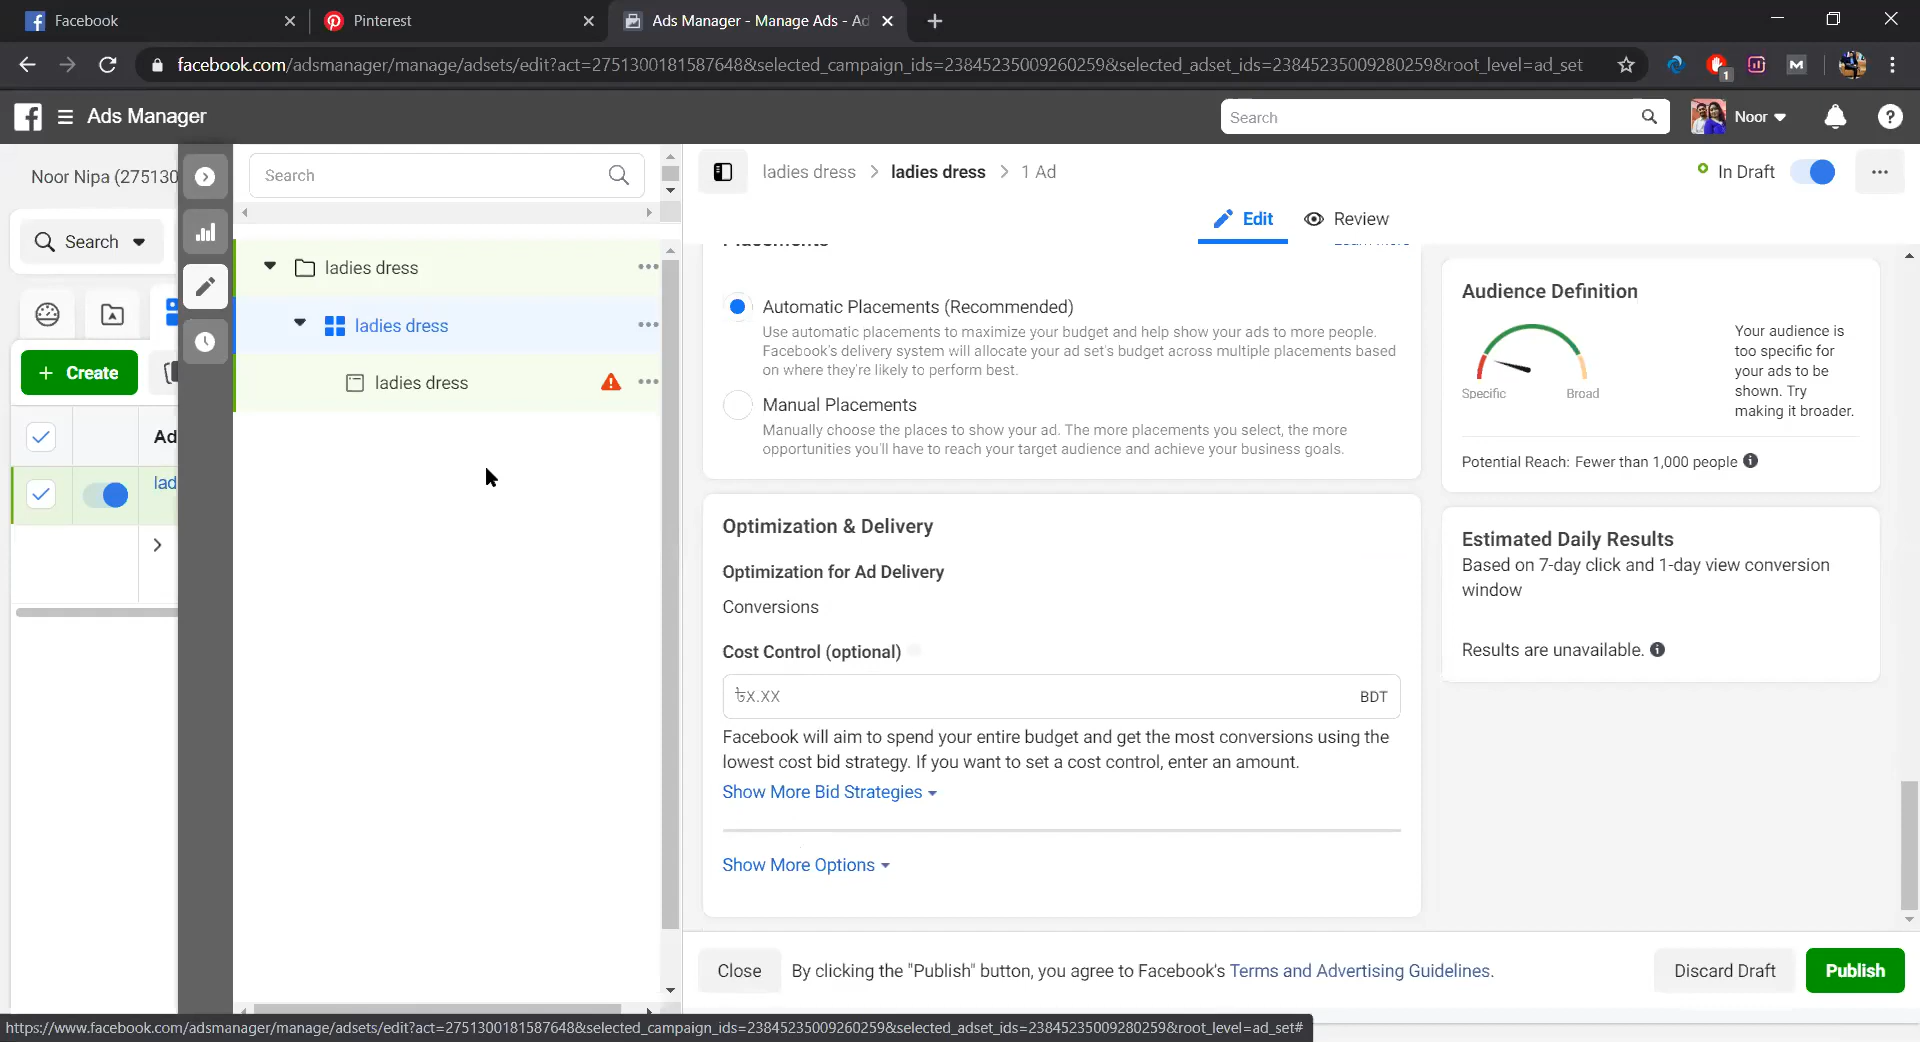 Facebook
Pinterest
Ads Manager - Manage Ads - Ad
facebook.com/adsmanager/manage/adsets/edit?act=2751300181587648&selected_campaign_ids=23845235009260259&selected_adset_ids=23845235009280259&root_level=ad_set
1
M
Ads Manager
Search
Noor
Noor Nipa (275130
Search
ladies dress
ladies dress
1 Ad
In Draft
Search
Edit
Review
ladies dress
ladies dress
ladies dress
Create
Ad
lad
Automatic Placements (Recommended)
Use automatic placements to maximize your budget and help show your ads to more people.
Facebook's delivery system will allocate your ad set's budget across multiple placements based
on where they're likely to perform best.
Manual Placements
Manually choose the places to show your ad. The more placements you select, the more
opportunities you'll have to reach your target audience and achieve your business goals.
Audience Definition
Specific
Broad
Your audience is
too specific for
your ads to be
shown. Try
making it broader.
Potential Reach: Fewer than 1,000 people
Optimization & Delivery
Optimization for Ad Delivery
Conversions
Cost Control (optional)
৳X.XX
BDT
Facebook will aim to spend your entire budget and get the most conversions using the
lowest cost bid strategy. If you want to set a cost control, enter an amount.
Show More Bid Strategies
Show More Options
Estimated Daily Results
Based on 7-day click and 1-day view conversion
window
Results are unavailable.
Close
By clicking the "Publish" button, you agree to Facebook's Terms and Advertising Guidelines.
Discard Draft
Publish
https://www.facebook.com/adsmanager/manage/adsets/edit?act=2751300181587648&selected_campaign_ids=23845235009260259&selected_adset_ids=23845235009280259&root_level=ad_set#